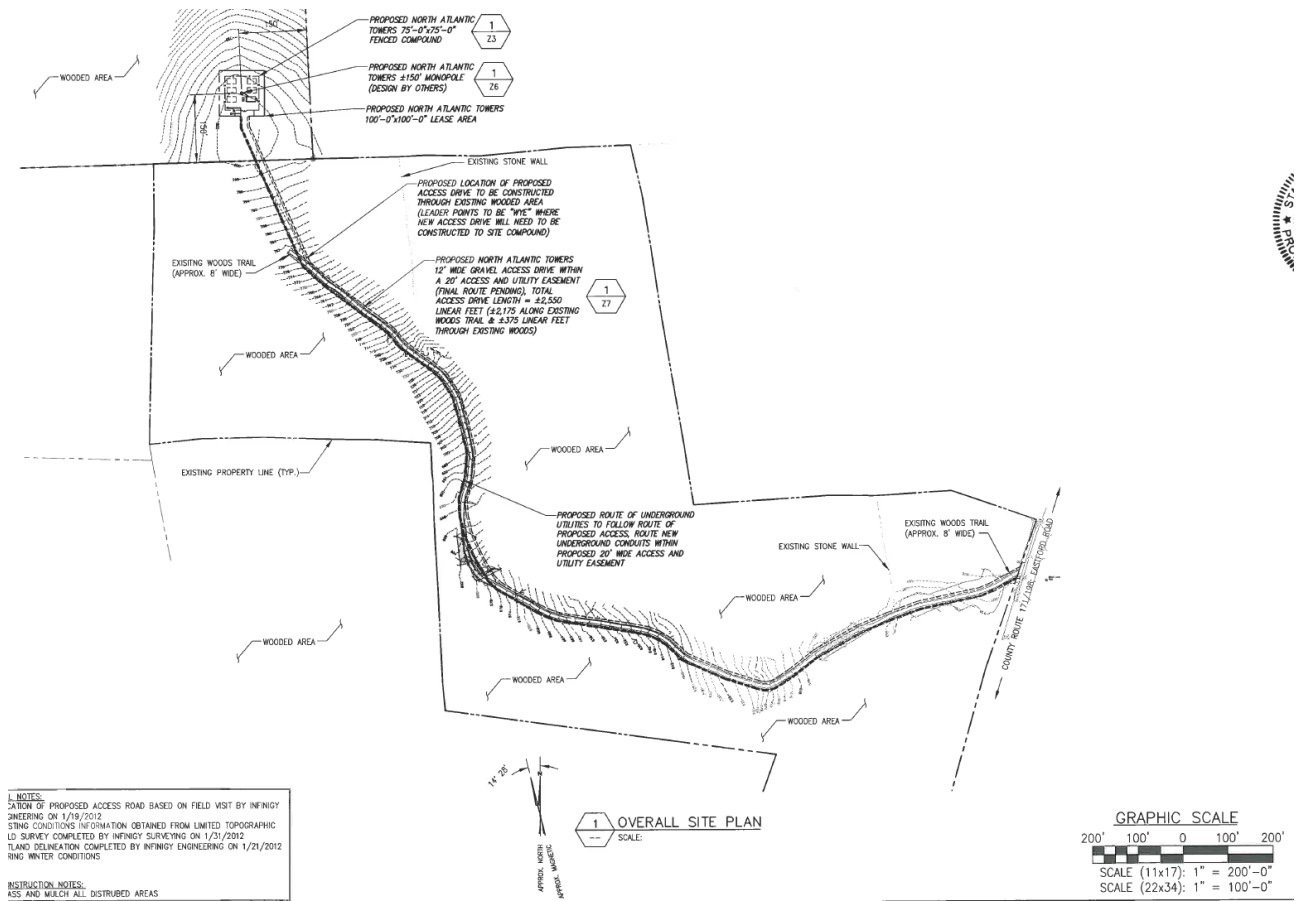 150'
PROPOSED NORTH ATLANTIC
TOWERS 75'-0"x75'-0"
FENCED COMPOUND
1
Z3
WOODED AREA
PROPOSED NORTH ATLANTIC
TOWERS ±150' MONOPOLE
(DESIGN BY OTHERS)
1
Z6
PROPOSED NORTH ATLANTIC TOWERS
100'-0"x100'-0" LEASE AREA
EXISTING STONE WALL
PROPOSED LOCATION OF PROPOSED
ACCESS DRIVE TO BE CONSTRUCTED
THROUGH EXISTING WOODED AREA
(LEADER POINTS TO BE "WYE" WHERE
NEW ACCESS DRIVE WILL NEED TO BE
CONSTRUCTED TO SITE COMPOUND)
EXISITNG WOODS TRAIL
(APPROX. 8' WIDE)
PROPOSED NORTH ATLANTIC TOWERS
12' WIDE GRAVEL ACCESS DRIVE WITHIN
A 20' ACCESS AND UTILITY EASEMENT
(FINAL ROUTE PENDING), TOTAL
ACCESS DRIVE LENGTH = ±2,550
LINEAR FEET (±2,175 ALONG EXISTING
WOODS TRAIL & ±375 LINEAR FEET
THROUGH EXISTING WOODS)
1
Z7
WOODED AREA
WOODED AREA
EXISTING PROPERTY LINE (TYP.)
PROPOSED ROUTE OF UNDERGROUND
UTILITIES TO FOLLOW ROUTE OF
PROPOSED ACCESS, ROUTE NEW
UNDERGROUND CONDUITS WITHIN
PROPOSED 20' WIDE ACCESS AND
UTILITY EASEMENT
EXISITNG WOODS TRAIL
(APPROX. 8' WIDE)
EXISTING STONE WALL
COUNTY ROUTE 171/198: EASTFORD ROAD
WOODED AREA
WOODED AREA
WOODED AREA
WOODED AREA
14° 28'
N
APPROX. NORTH
APPROX. MAGNETIC
1
--
OVERALL SITE PLAN
SCALE:
L NOTES:
CATION OF PROPOSED ACCESS ROAD BASED ON FIELD VISIT BY INFINIGY
GINEERING ON 1/19/2012
STING CONDITIONS INFORMATION OBTAINED FROM LIMITED TOPOGRAPHIC
LD SURVEY COMPLETED BY INFINIGY SURVEYING ON 1/31/2012
TLAND DELINEATION COMPLETED BY INFINIGY ENGINEERING ON 1/21/2012
RING WINTER CONDITIONS
NSTRUCTION NOTES:
ASS AND MULCH ALL DISTRUBED AREAS
GRAPHIC SCALE
200' 100' 0 100' 200'
SCALE (11x17): 1" = 200'-0"
SCALE (22x34): 1" = 100'-0"